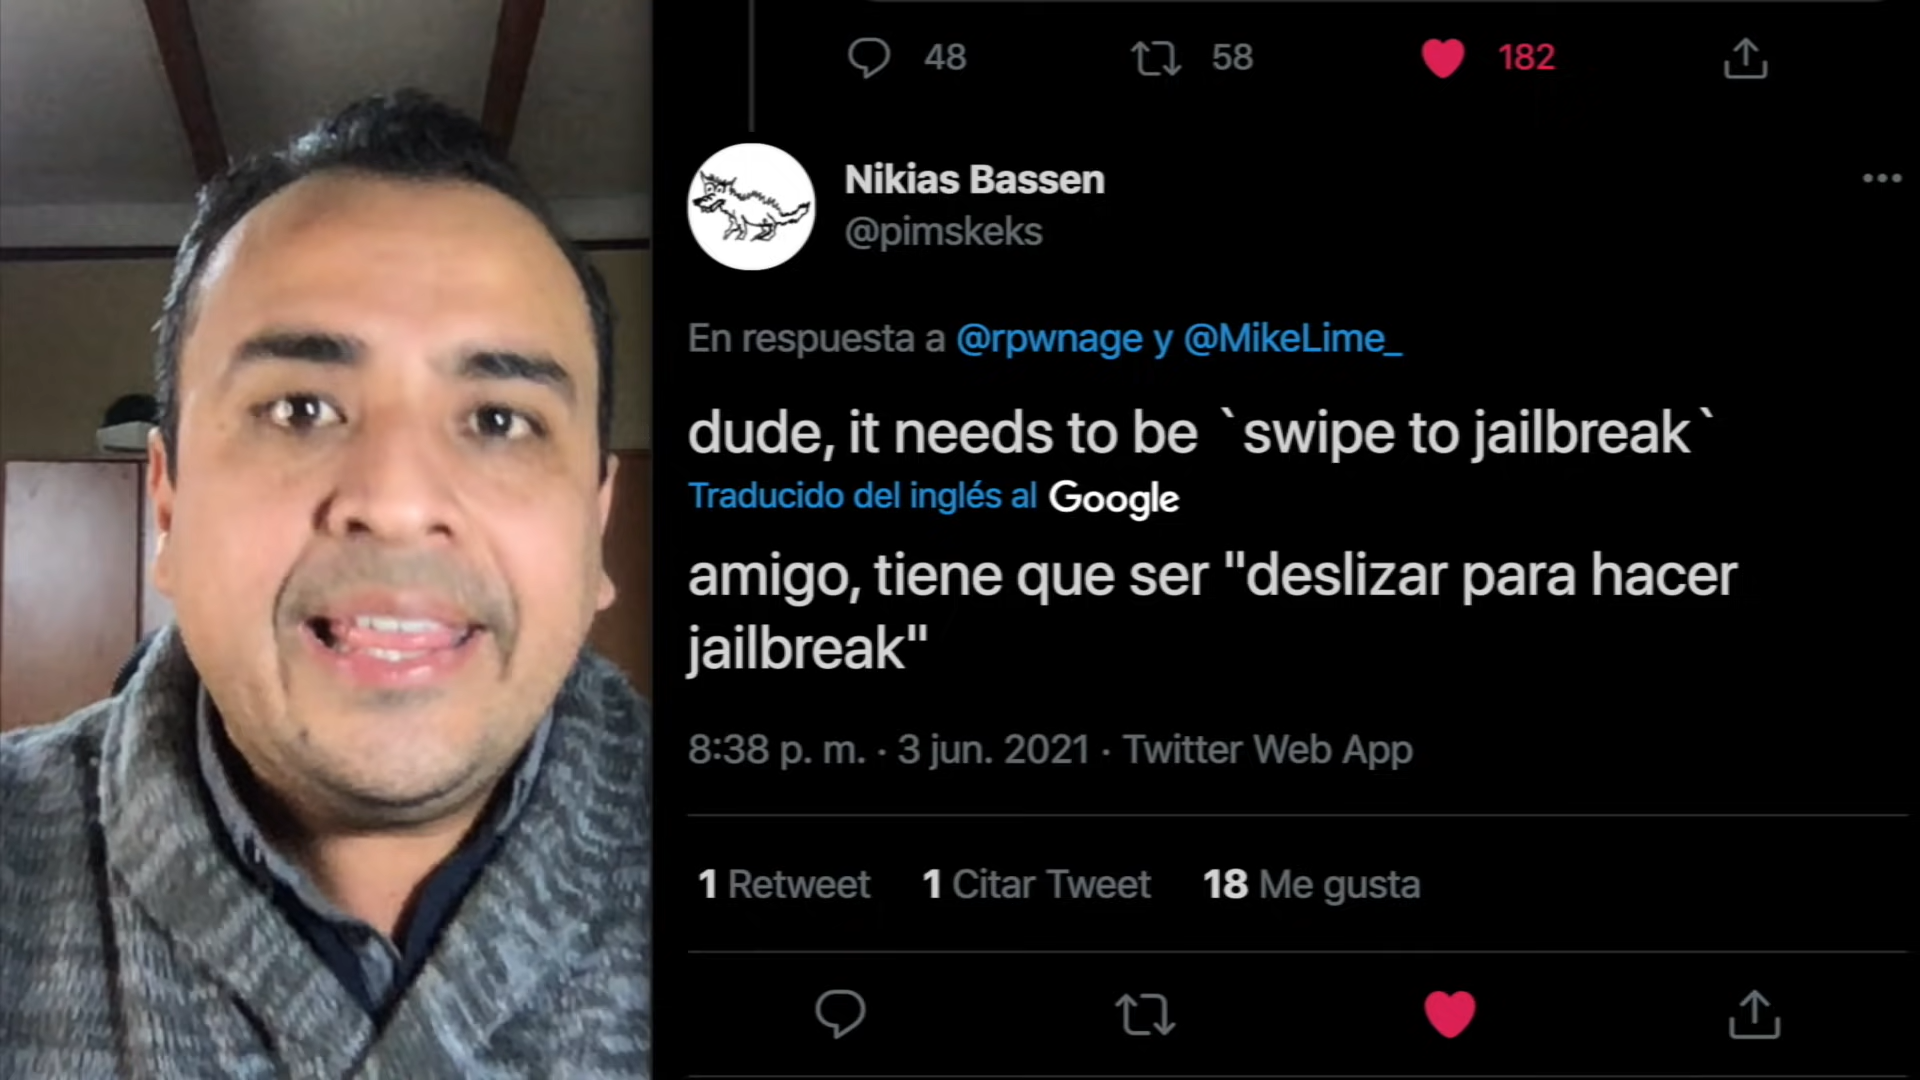 48 58 182
Nikias Bassen
@pimskeks
En respuesta a @rpwnage y @MikeLime_
dude, it needs to be `swipe to jailbreak`
Traducido del inglés al Google
amigo, tiene que ser "deslizar para hacer
jailbreak"
8:38 p. m. · 3 jun. 2021 · Twitter Web App
1 Retweet 1 Citar Tweet 18 Me gusta